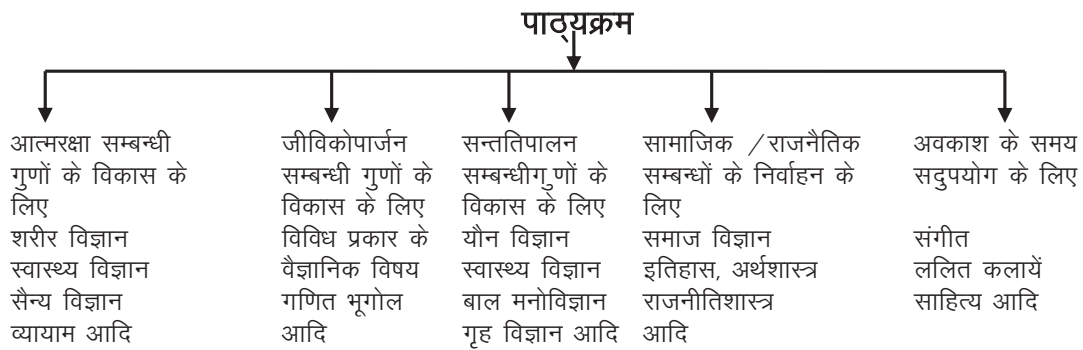 पाठ्यक्रम
आत्मरक्षा सम्बन्धी
गुणों के विकास के
लिए
शरीर विज्ञान
स्वास्थ्य विज्ञान
सैन्य विज्ञान
व्यायाम आदि
जीविकोपार्जन
सम्बन्धी गुणों के
विकास के लिए
विविध प्रकार के
वैज्ञानिक विषय
गणित भूगोल
आदि
सन्ततिपालन
सम्बन्धीगुणों के
विकास के लिए
यौन विज्ञान
स्वास्थ्य विज्ञान
बाल मनोविज्ञान
गृह विज्ञान आदि
सामाजिक / राजनैतिक
सम्बन्धों के निर्वाहन के
लिए
समाज विज्ञान
इतिहास, अर्थशास्त्र
राजनीतिशास्त्र
आदि
अवकाश के समय
सदुपयोग के लिए
संगीत
ललित कलायें
साहित्य आदि